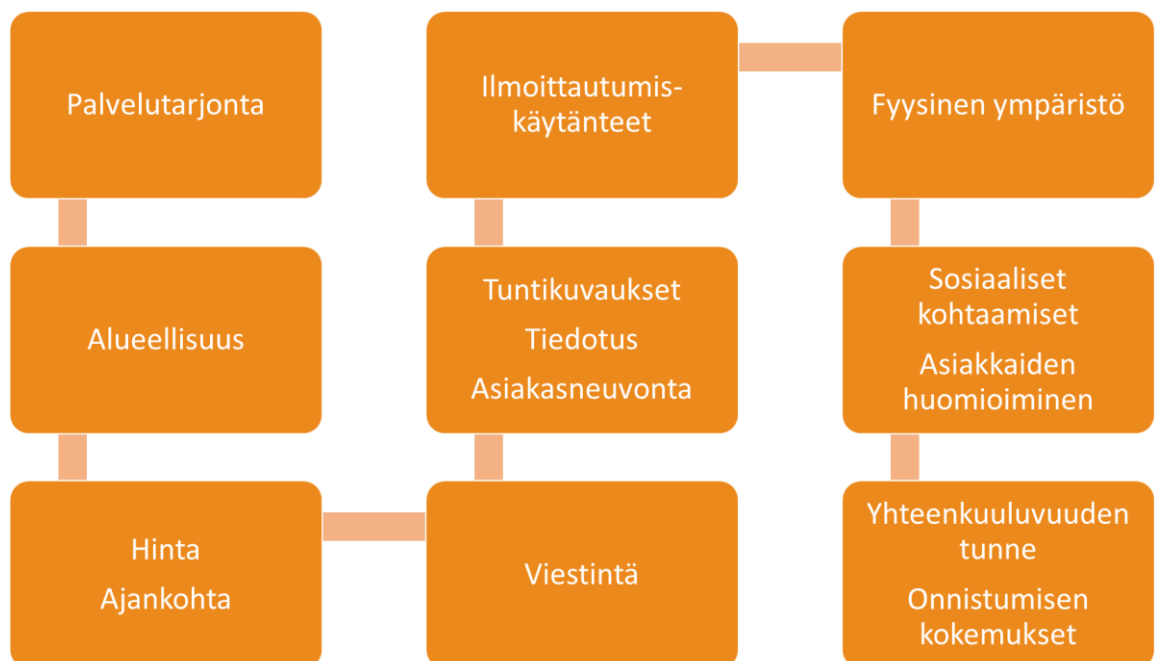 Palvelutarjonta
Alueellisuus
Hinta
Ajankohta
Viestintä
Tuntikuvaukset
Tiedotus
Asiakasneuvonta
Ilmoittautumis-
käytänteet
Fyysinen ympäristö
Sosiaaliset
kohtaamiset
Asiakkaiden
huomioiminen
Yhteenkuuluvuuden
tunne
Onnistumisen
kokemukset